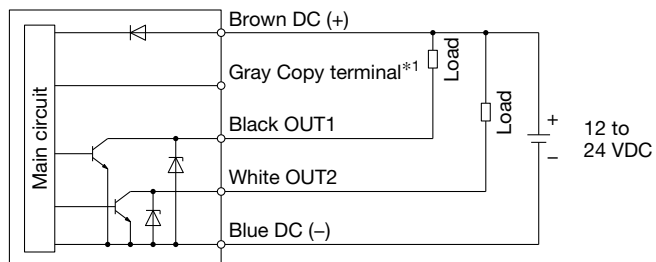 Brown DC (+)
Gray Copy terminal*1
Black OUT1
White OUT2
Blue DC (–)
Main circuit
Load
Load
+
–
12 to
24 VDC